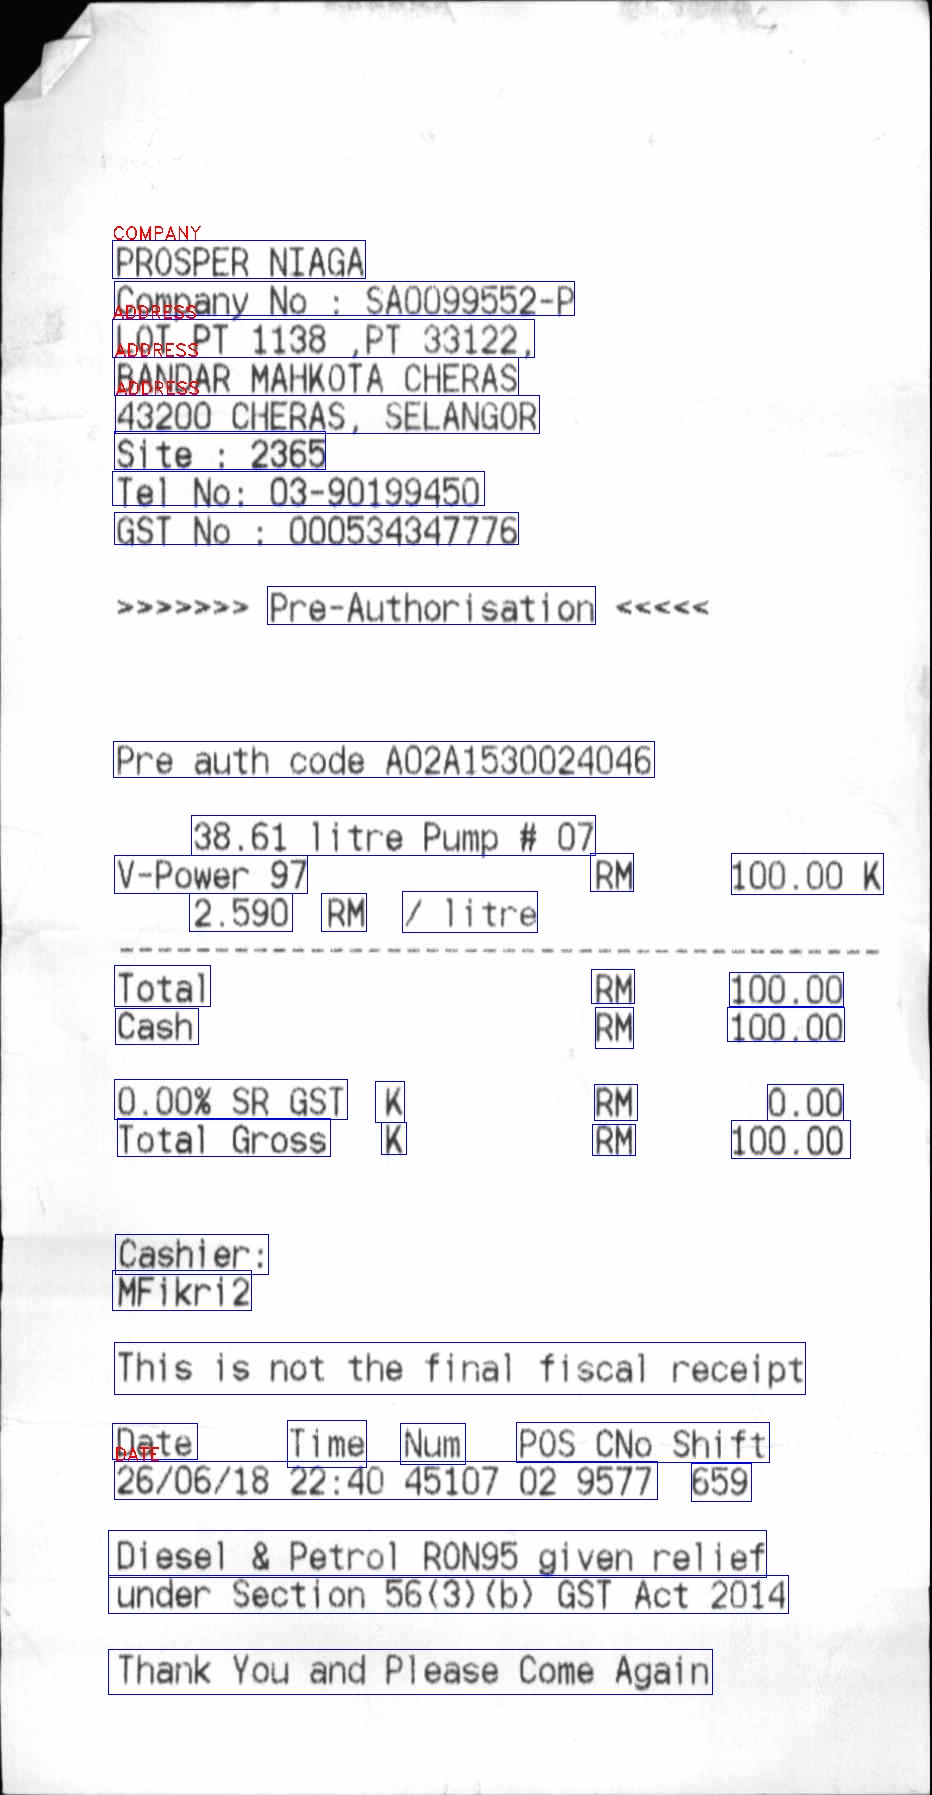 COMPANY
PROSPER NIAGA
Company No : SA0099552-P
ADDRESS
LOT PT 1138 ,PT 33122,
ADDRESS
BANDAR MAHKOTA CHERAS
ADDRESS
43200 CHERAS, SELANGOR
Site : 2365
Tel No: 03-90199450
GST No : 000534347776
>>>>>>> Pre-Authorisation <<<<<
Pre auth code A02A1530024046
38.61 litre Pump # 07
V-Power 97 RM 100.00 K
2.590 RM / litre
Total RM 100.00
Cash RM 100.00
0.00% SR GST K RM 0.00
Total Gross K RM 100.00
Cashier:
MFikri2
This is not the final fiscal receipt
Date Time Num POS CNo Shift
DATE
26/06/18 22:40 45107 02 9577 659
Diesel & Petrol RON95 given relief
under Section 56(3)(b) GST Act 2014
Thank You and Please Come Again